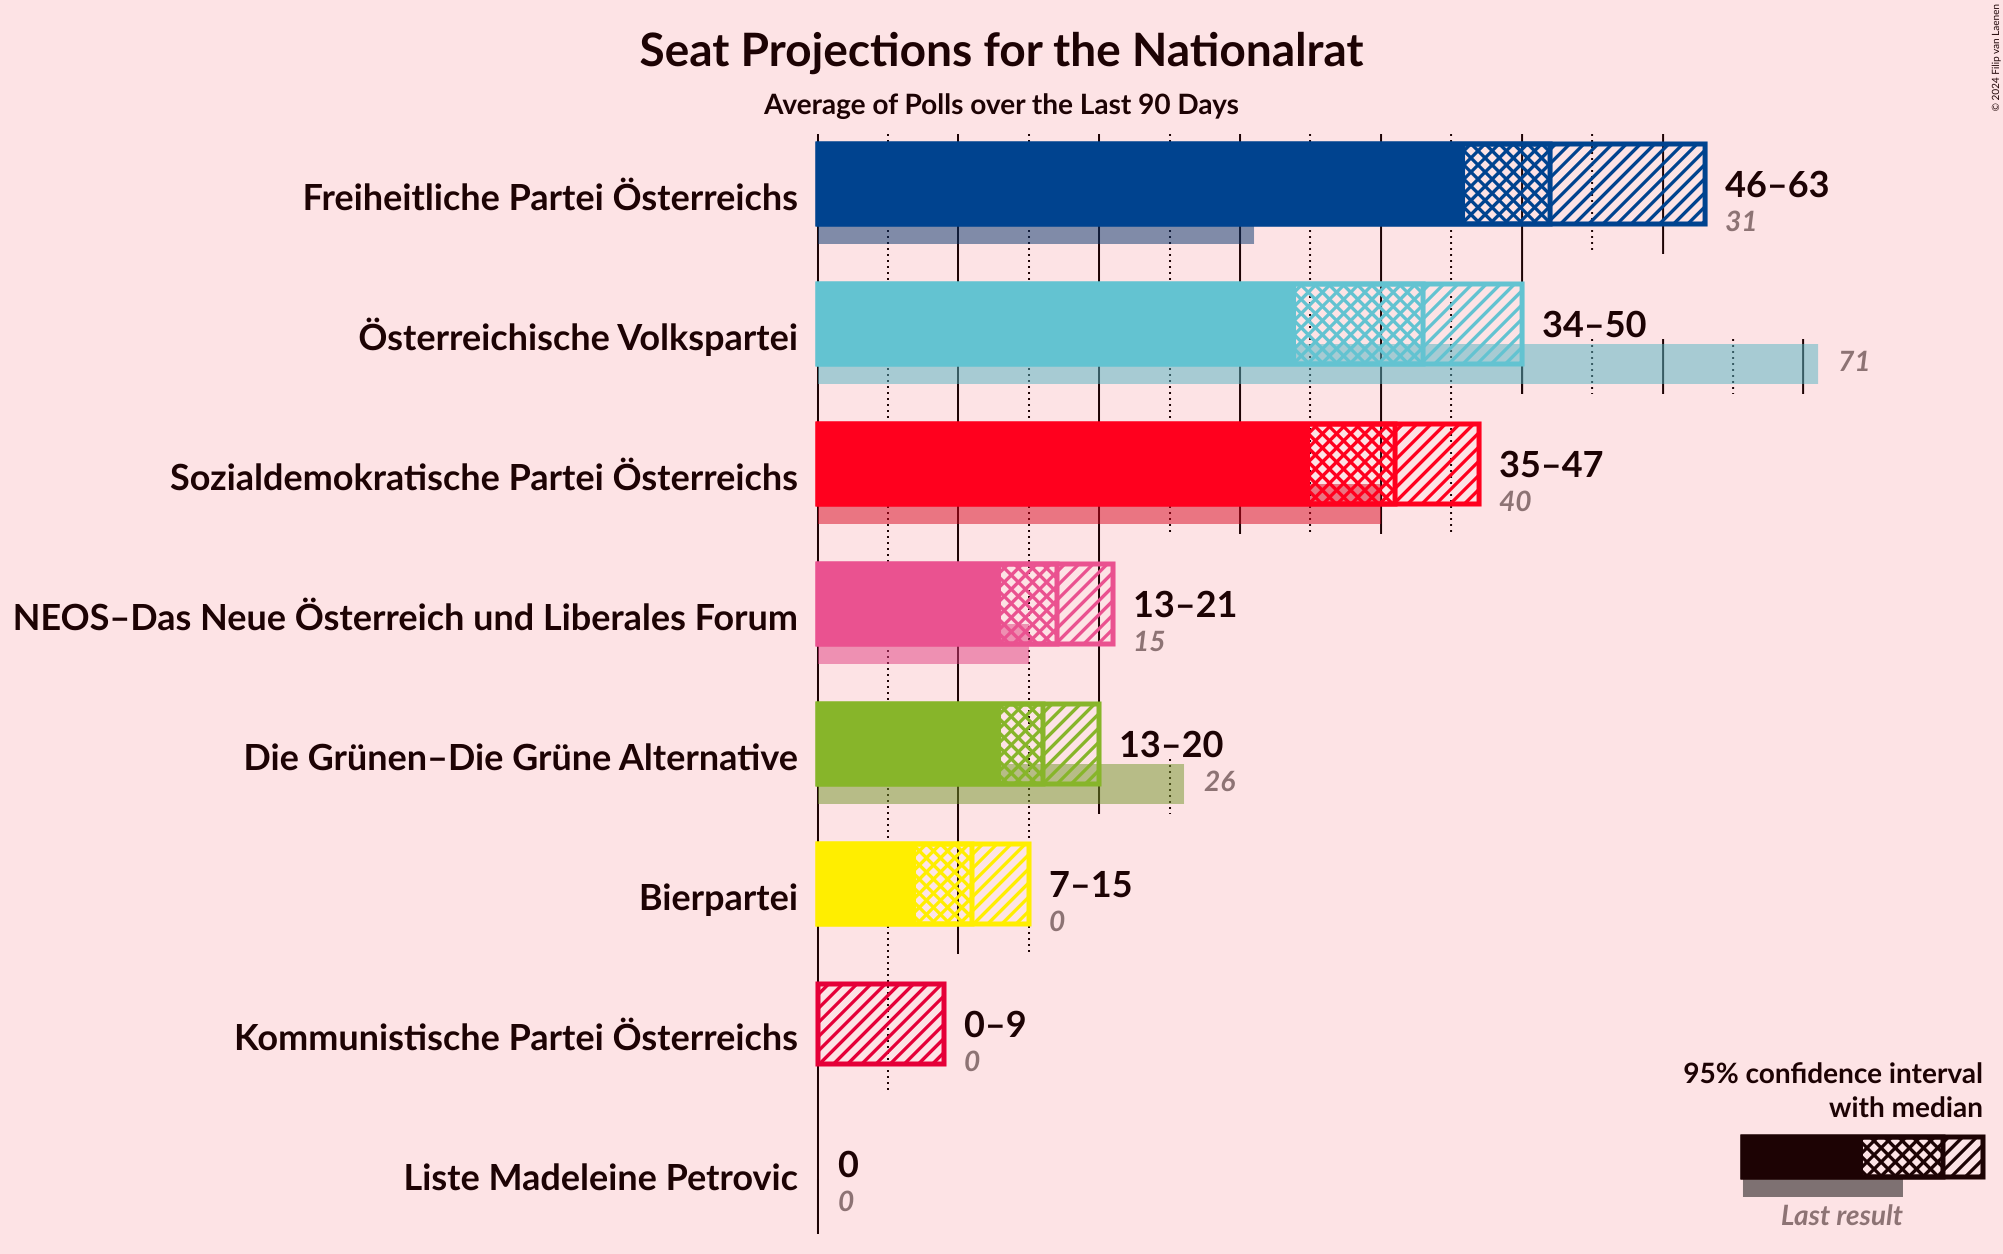 Seat Projections for the Nationalrat
Average of Polls over the Last 90 Days
© 2024 Filip van Laenen
Freiheitliche Partei Österreichs
46–63
31
Österreichische Volkspartei
34–50
71
Sozialdemokratische Partei Österreichs
35–47
40
NEOS–Das Neue Österreich und Liberales Forum
13–21
15
Die Grünen–Die Grüne Alternative
13–20
26
Bierpartei
7–15
0
Kommunistische Partei Österreichs
0–9
0
Liste Madeleine Petrovic
0
0
95% confidence interval
with median
Last result